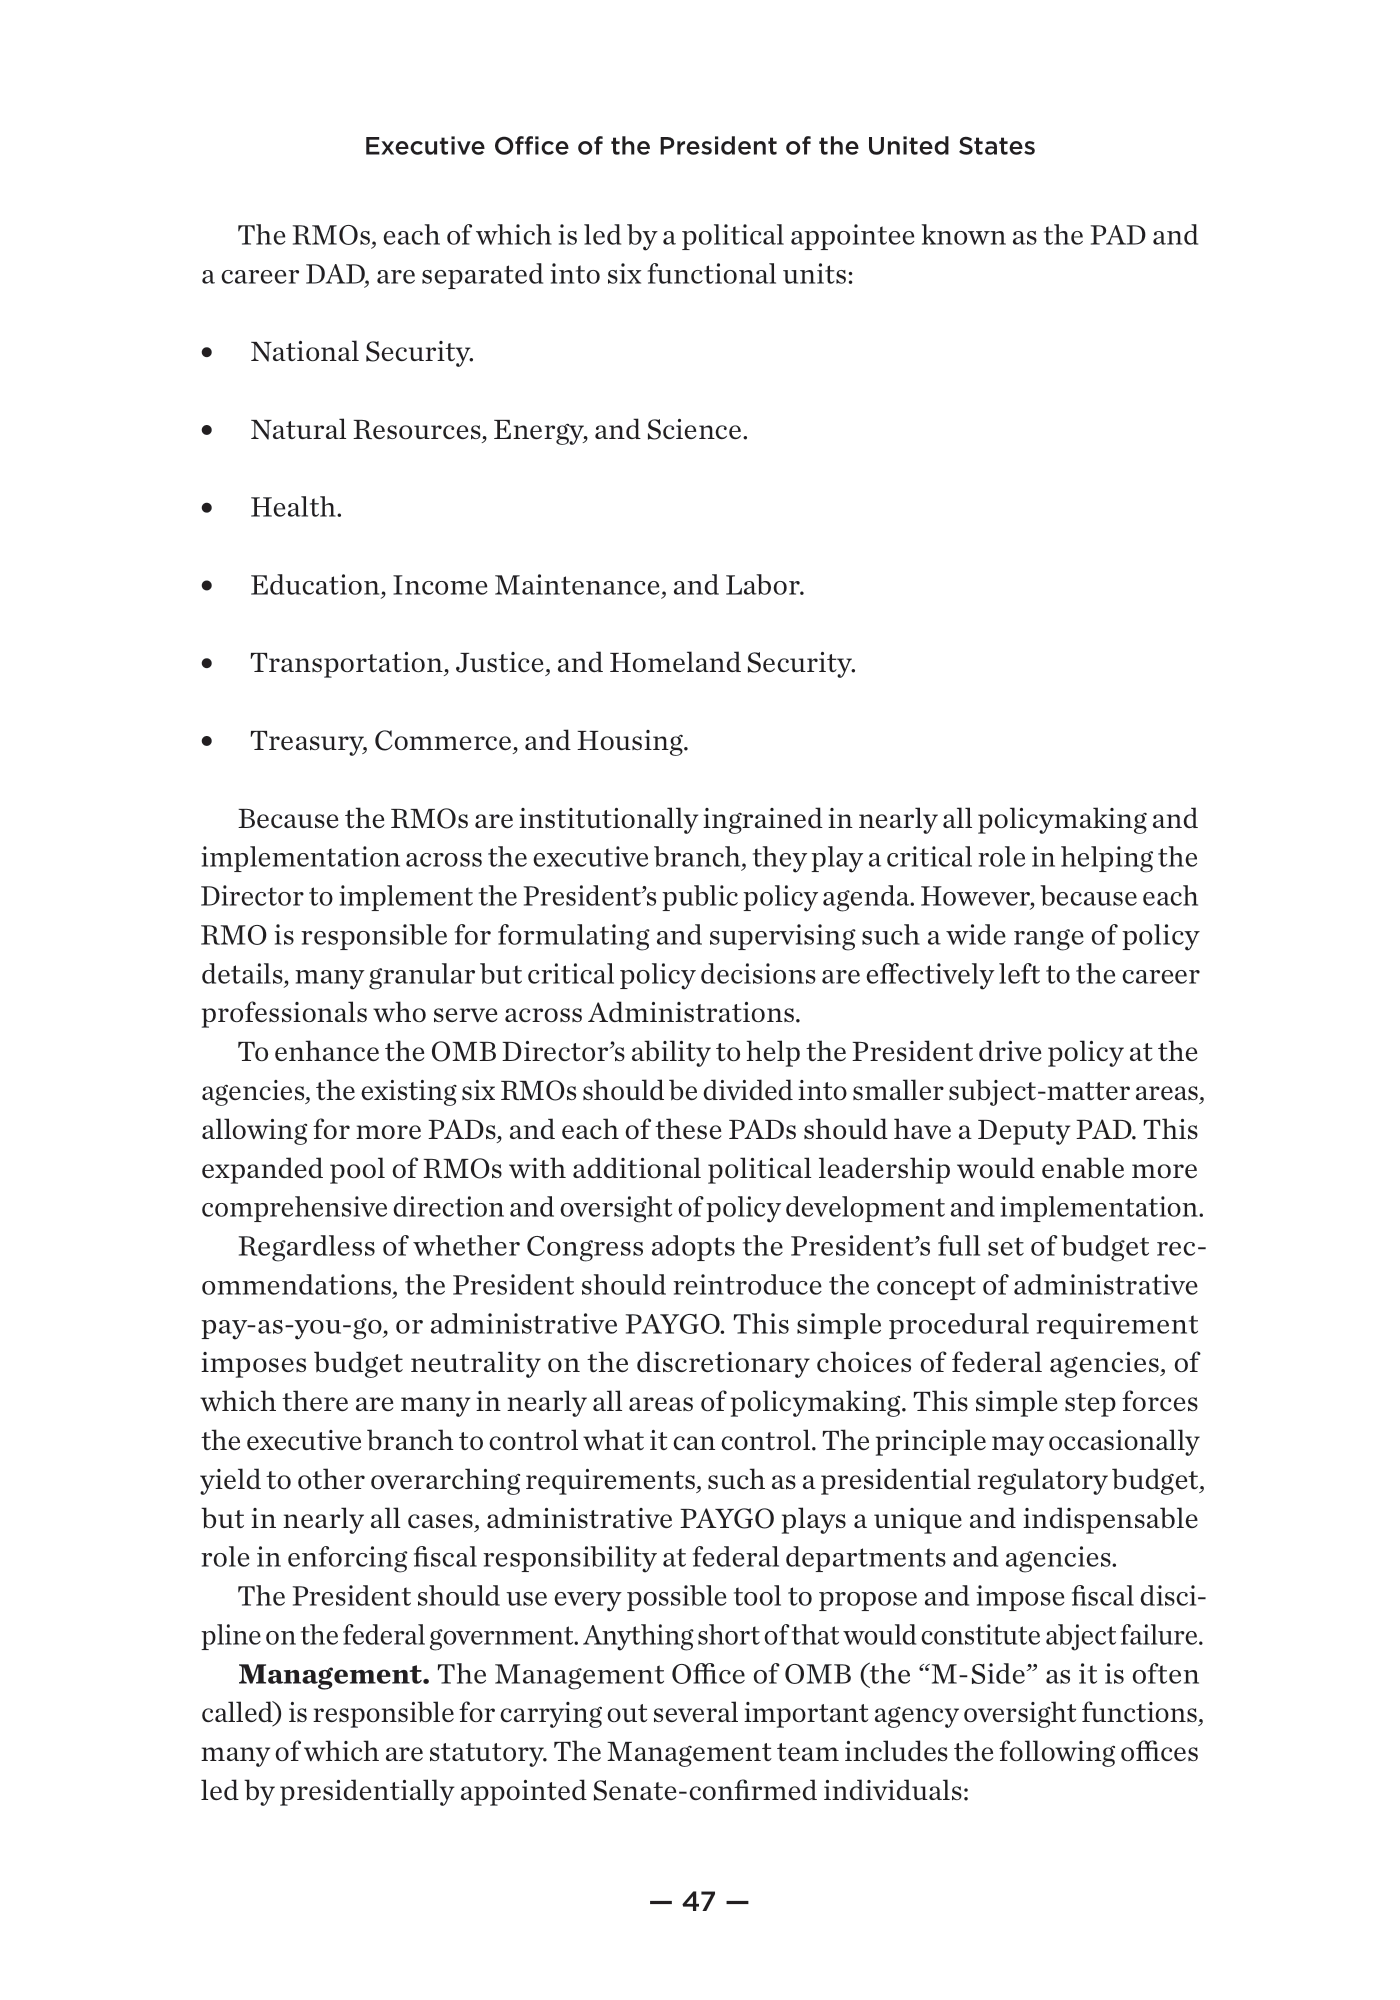 Executive Office of the President of the United States
The RMOs, each of which is led by a political appointee known as the PAD and
a career DAD, are separated into six functional units:
• National Security.
• Natural Resources, Energy, and Science.
• Health.
• Education, Income Maintenance, and Labor.
• Transportation, Justice, and Homeland Security.
• Treasury, Commerce, and Housing.
Because the RMOs are institutionally ingrained in nearly all policymaking and
implementation across the executive branch, they play a critical role in helping the
Director to implement the President’s public policy agenda. However, because each
RMO is responsible for formulating and supervising such a wide range of policy
details, many granular but critical policy decisions are effectively left to the career
professionals who serve across Administrations.
To enhance the OMB Director’s ability to help the President drive policy at the
agencies, the existing six RMOs should be divided into smaller subject-matter areas,
allowing for more PADs, and each of these PADs should have a Deputy PAD. This
expanded pool of RMOs with additional political leadership would enable more
comprehensive direction and oversight of policy development and implementation.
Regardless of whether Congress adopts the President’s full set of budget rec-
ommendations, the President should reintroduce the concept of administrative
pay-as-you-go, or administrative PAYGO. This simple procedural requirement
imposes budget neutrality on the discretionary choices of federal agencies, of
which there are many in nearly all areas of policymaking. This simple step forces
the executive branch to control what it can control. The principle may occasionally
yield to other overarching requirements, such as a presidential regulatory budget,
but in nearly all cases, administrative PAYGO plays a unique and indispensable
role in enforcing fiscal responsibility at federal departments and agencies.
The President should use every possible tool to propose and impose fiscal disci-
pline on the federal government. Anything short of that would constitute abject failure.
Management. The Management Office of OMB (the “M-Side” as it is often
called) is responsible for carrying out several important agency oversight functions,
many of which are statutory. The Management team includes the following offices
led by presidentially appointed Senate-confirmed individuals:
— 47 —